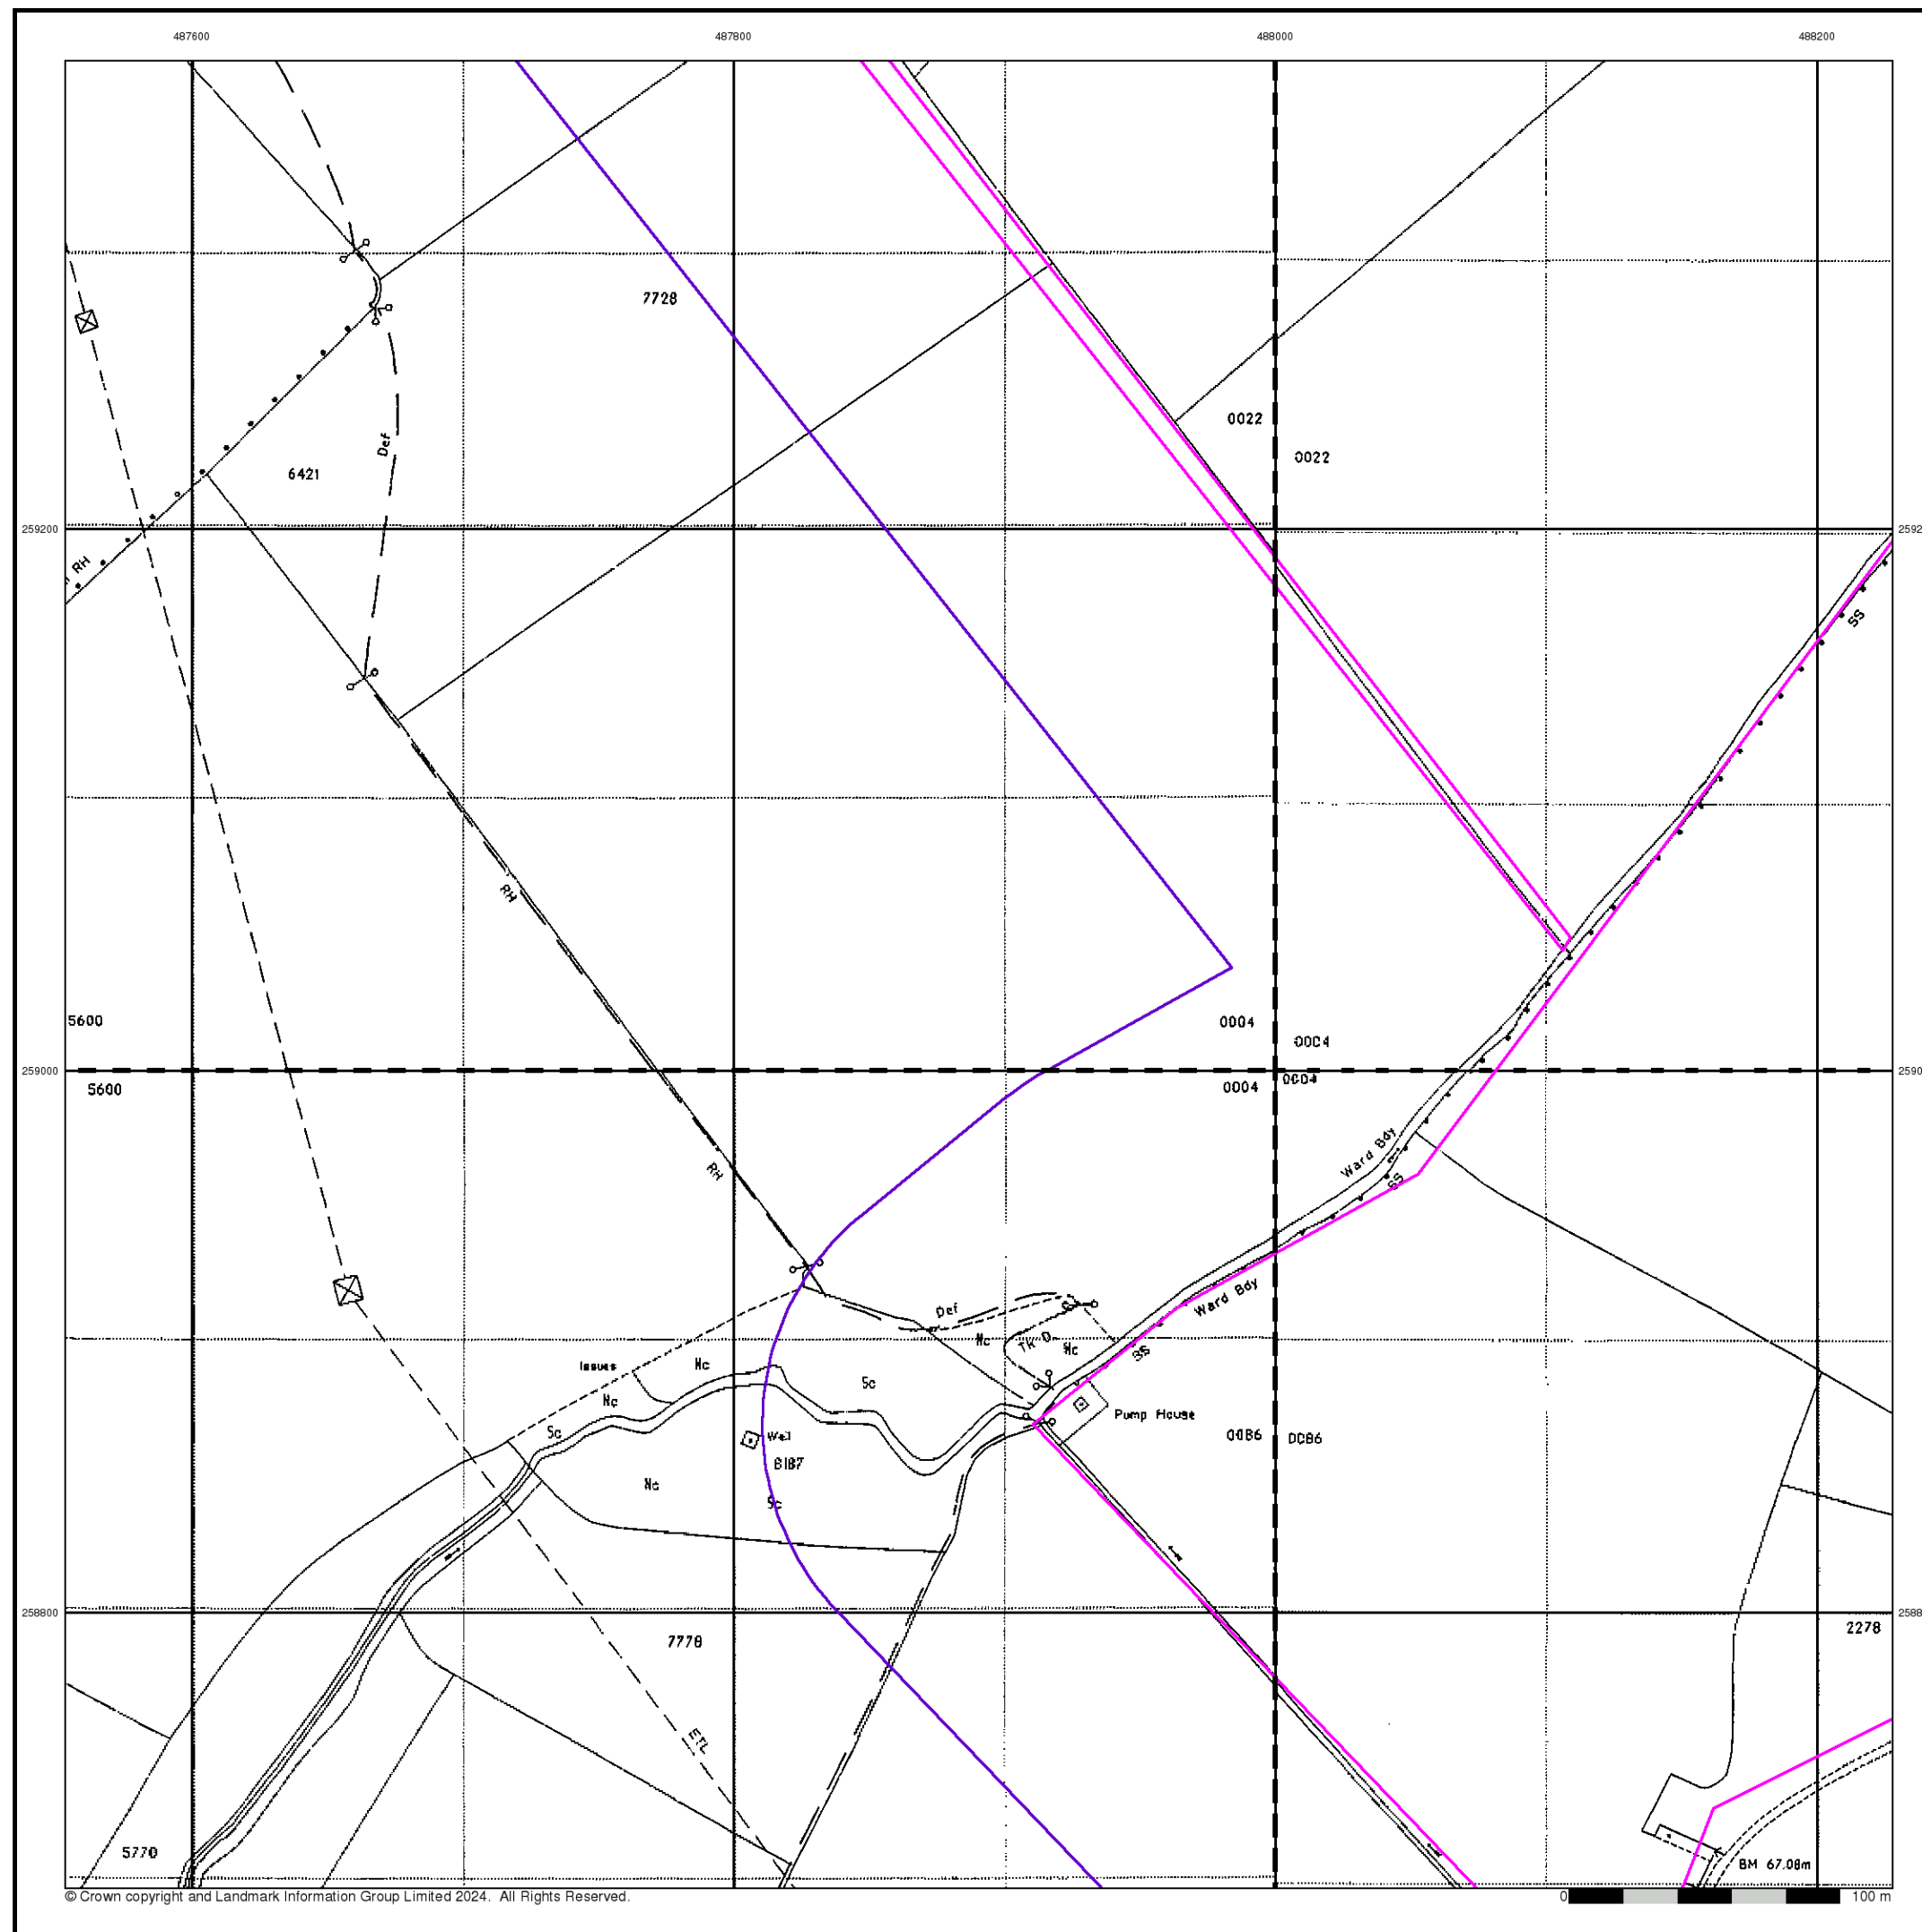 487600 487800 488000 488200
7728
Def
0022
6421
0022
259200
RH
SS
RH
5600
0004
0004
259000
5600
0004 0004
Ward Bdy
RH
SS
Def
Ward Bdy
Nc
Tk D
Nc
SS
Issues
Nc
Sc
Nc
Pump House
Sc
Well
0086 0086
8187
Nc
Sc
258800
7778
2278
ETL
5770
BM 67.08m
© Crown copyright and Landmark Information Group Limited 2024. All Rights Reserved.
0 100 m